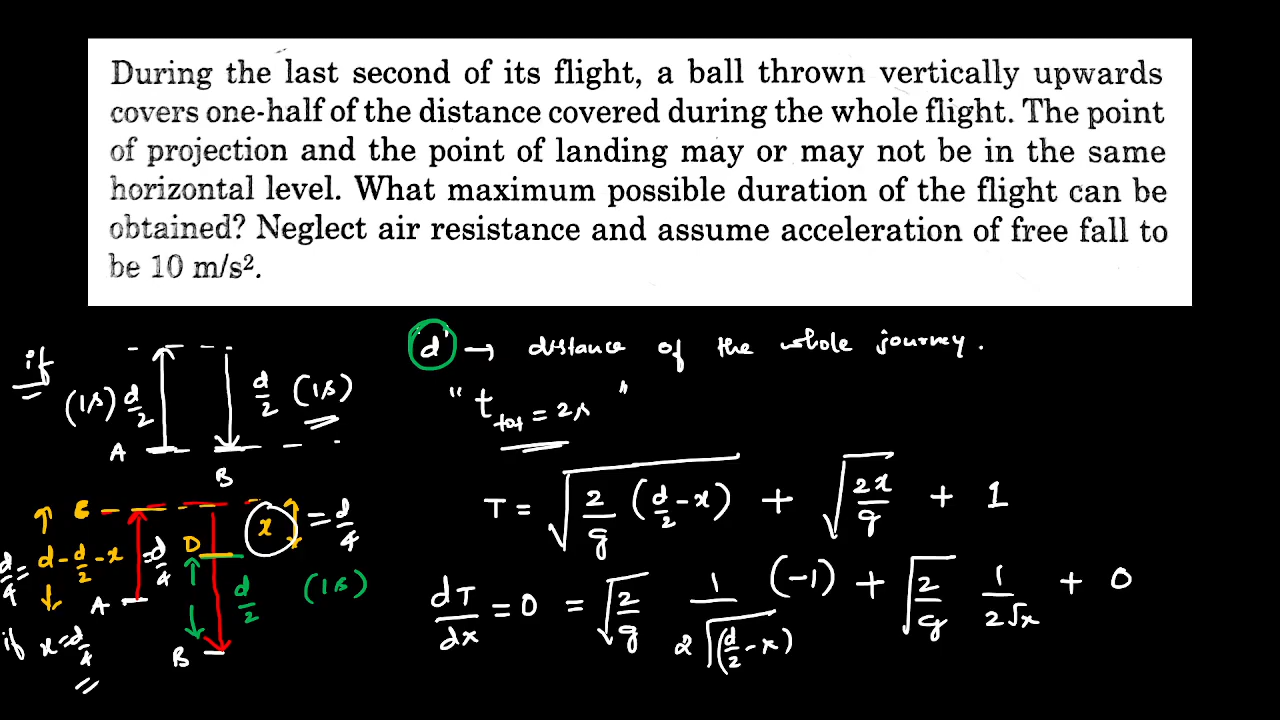 During the last second of its flight, a ball thrown vertically upwards
covers one-half of the distance covered during the whole flight. The point
of projection and the point of landing may or may not be in the same
horizontal level. What maximum possible duration of the flight can be
obtained? Neglect air resistance and assume acceleration of free fall to
be 10 m/s².
if
(1s) d/2
d/2 (1s)
A
B
'd' → distance of the whole journey.
" t_tot = 2s "
T = √(2/g (d/2 - x)) + √(2x/g) + 1
dT/dx = 0 = √(2/g) 1/(2√(d/2 - x)) (-1) + √(2/g) 1/(2√x) + 0
C
x = d/4
d/4 = d - d/2 - x
= d/4
D
A
d/2 (1s)
B
if x = d/4